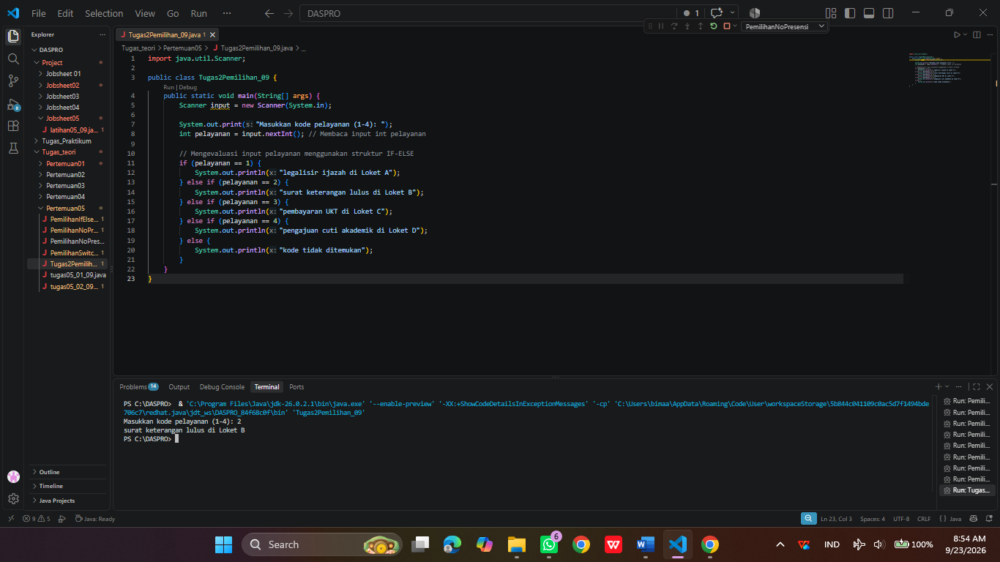 File Edit Selection View Go Run ··· DASPRO 1
PemilihanNoPresensi
Explorer ···
DASPRO
Project
Jobsheet 01
Jobsheet02
Jobsheet03
Jobsheet04
Jobsheet05
J latihan05_09.ja... 1
Tugas_Praktikum
Tugas_teori
Pertemuan01
Pertemuan02
Pertemuan03
Pertemuan04
Pertemuan05
J PemilihanIfElse... 1
J PemilihanNoPr... 1
J PemilihanNoPres...
J PemilihanSwitc... 1
J Tugas2Pemilih... 1
J tugas05_01_09.java
J tugas05_02_09... 1
Outline
Timeline
Java Projects
8
J Tugas2Pemilihan_09.java 1
Tugas_teori > Pertemuan05 > J Tugas2Pemilihan_09.java > ...
1 import java.util.Scanner;
2
3 public class Tugas2Pemilihan_09 {
Run | Debug
4 public static void main(String[] args) {
5 Scanner input = new Scanner(System.in);
6
7 System.out.print(s: "Masukkan kode pelayanan (1-4): ");
8 int pelayanan = input.nextInt(); // Membaca input int pelayanan
9
10 // Mengevaluasi input pelayanan menggunakan struktur IF-ELSE
11 if (pelayanan == 1) {
12 System.out.println(x: "legalisir ijazah di Loket A");
13 } else if (pelayanan == 2) {
14 System.out.println(x: "surat keterangan lulus di Loket B");
15 } else if (pelayanan == 3) {
16 System.out.println(x: "pembayaran UKT di Loket C");
17 } else if (pelayanan == 4) {
18 System.out.println(x: "pengajuan cuti akademik di Loket D");
19 } else {
20 System.out.println(x: "kode tidak ditemukan");
21 }
22 }
23 }
Problems 14 Output Debug Console Terminal Ports
PS C:\DASPRO> & 'C:\Program Files\Java\jdk-26.0.2.1\bin\java.exe' '--enable-preview' '-XX:+ShowCodeDetailsInExceptionMessages' '-cp' 'C:\Users\bimaa\AppData\Roaming\Code\User\workspaceStorage\5b844c041109c0ac5d7f1494bde
706c7\redhat.java\jdt_ws\DASPRO_84f68c0f\bin' 'Tugas2Pemilihan_09'
Masukkan kode pelayanan (1-4): 2
surat keterangan lulus di Loket B
PS C:\DASPRO>
Run: Pemili...
Run: Pemili...
Run: Pemili...
Run: Pemili...
Run: Pemili...
Run: Pemili...
Run: Pemili...
Run: Pemili...
Run: Tugas...
9 5 Java: Ready Ln 23, Col 3 Spaces: 4 UTF-8 CRLF { } Java
Search 6 IND 100% 8:54 AM
9/23/2026